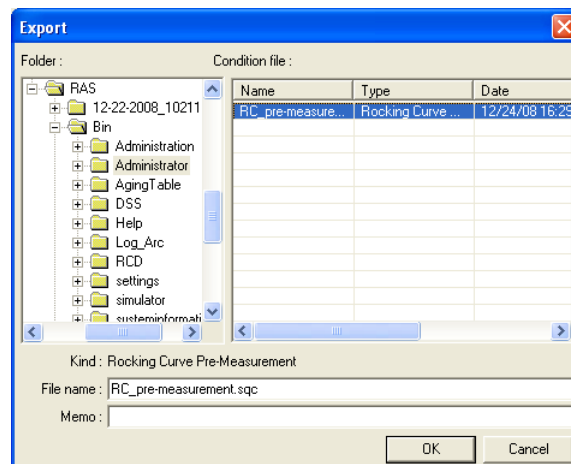 Export
Folder : Condition file :
RAS
12-22-2008_10211
Bin
Administration
Administrator
AgingTable
DSS
Help
Log_Arc
RCD
settings
simulator
systeminformati
Name Type Date
RC_pre-measure... Rocking Curve ... 12/24/08 16:29
Kind : Rocking Curve Pre-Measurement
File name : RC_pre-measurement.sqc
Memo :
OK Cancel